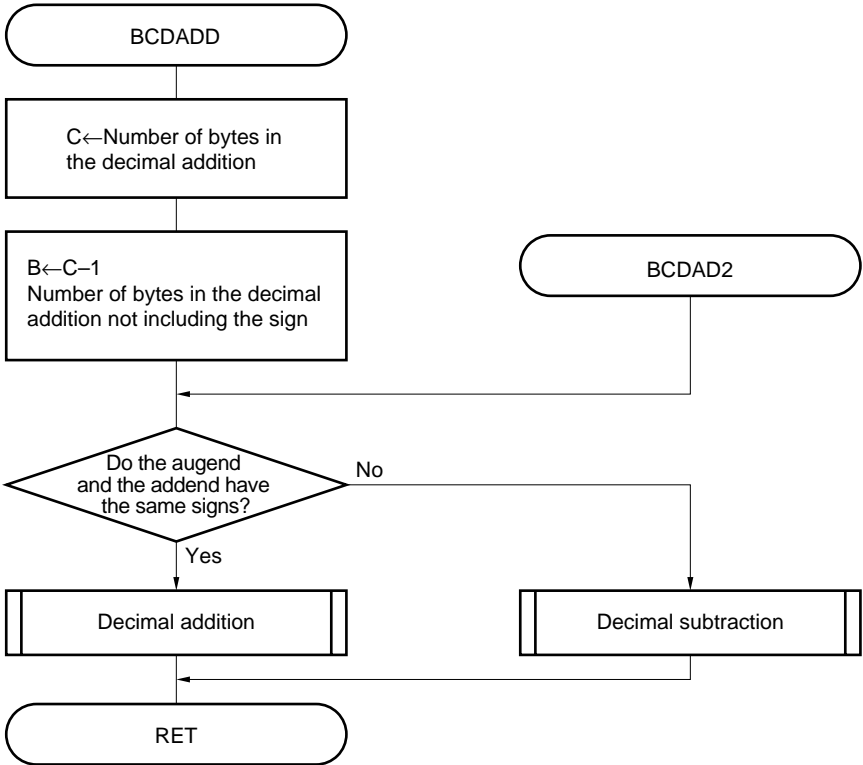 BCDADD
C←Number of bytes in
the decimal addition
B←C–1
Number of bytes in the decimal
addition not including the sign
BCDAD2
Do the augend
and the addend have
the same signs?
No
Yes
Decimal addition
Decimal subtraction
RET